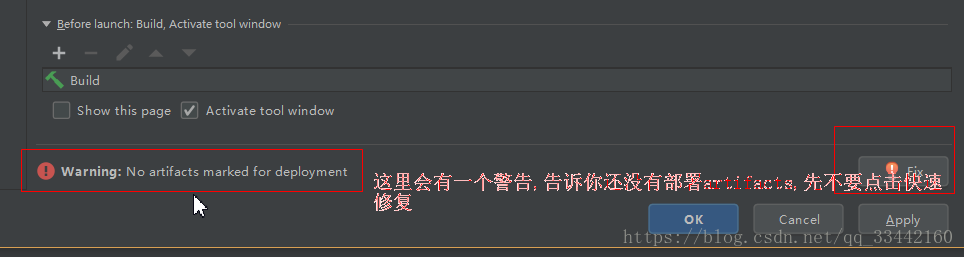 Before launch: Build, Activate tool window
Build
Show this page
Activate tool window
Warning: No artifacts marked for deployment
Fix
这里会有一个警告, 告诉你还没有部署artifacts, 先不要点击快速
修复
OK
Cancel
Apply
https://blog.csdn.net/qq_33442160